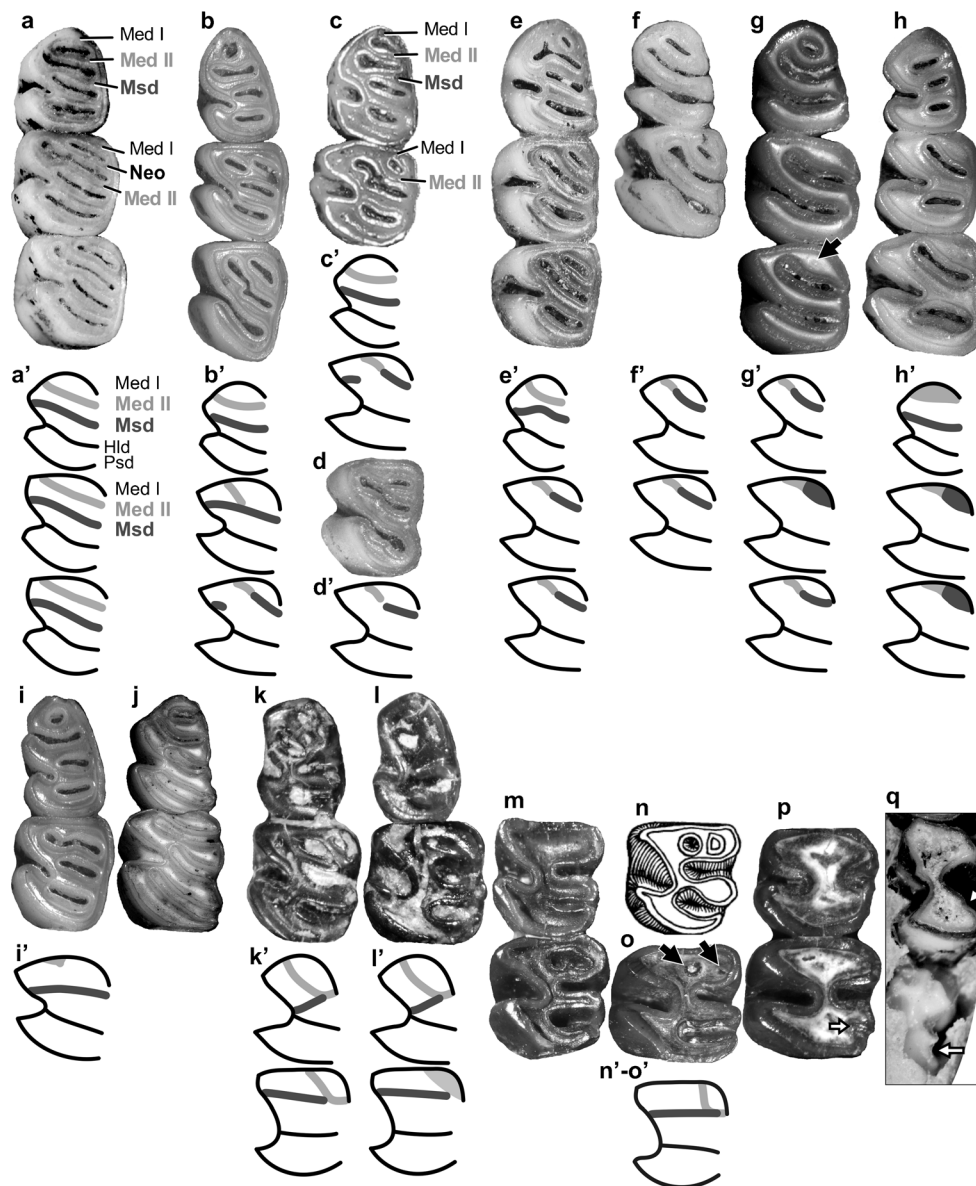 a
b
c
e
f
g
h
Med I
Med II
Msd
Med I
Med II
Msd
Med I
Neo
Med II
Med I
Med II
c’
a’
b’
Med I
Med II
Msd
Hld
Psd
Med I
Med II
Msd
d
d’
e’
f’
g’
h’
i
j
k
l
m
n
p
q
o
i’
k’
l’
n’-o’